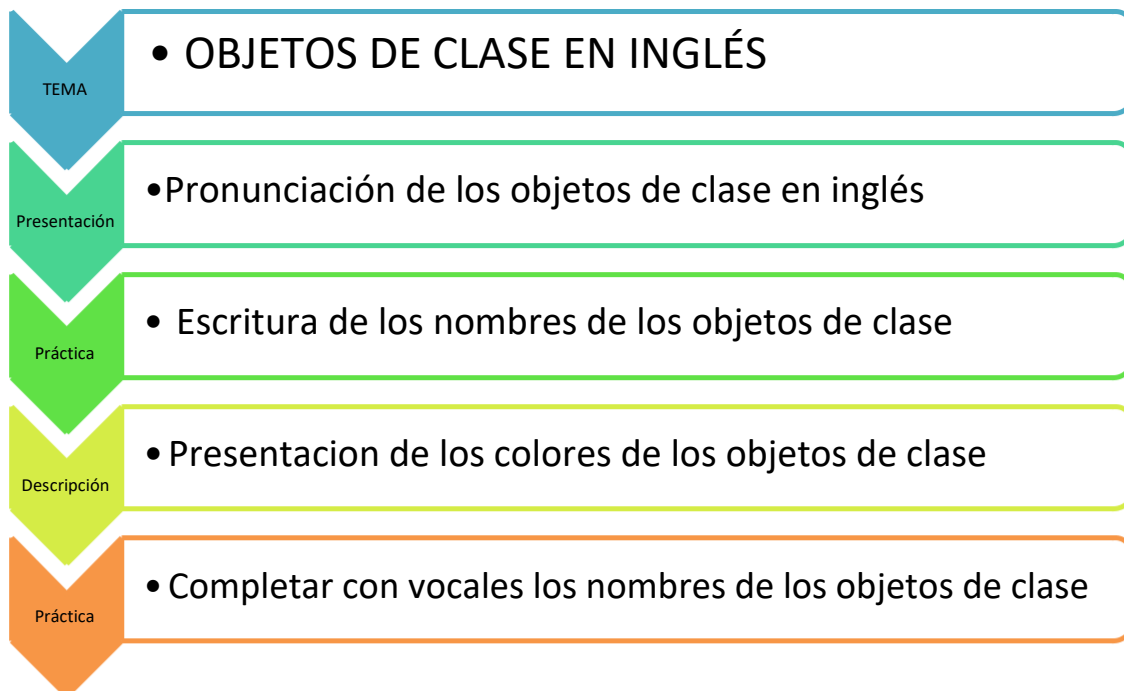 TEMA
• OBJETOS DE CLASE EN INGLÉS
Presentación
•Pronunciación de los objetos de clase en inglés
Práctica
• Escritura de los nombres de los objetos de clase
Descripción
•Presentacion de los colores de los objetos de clase
Práctica
•Completar con vocales los nombres de los objetos de clase